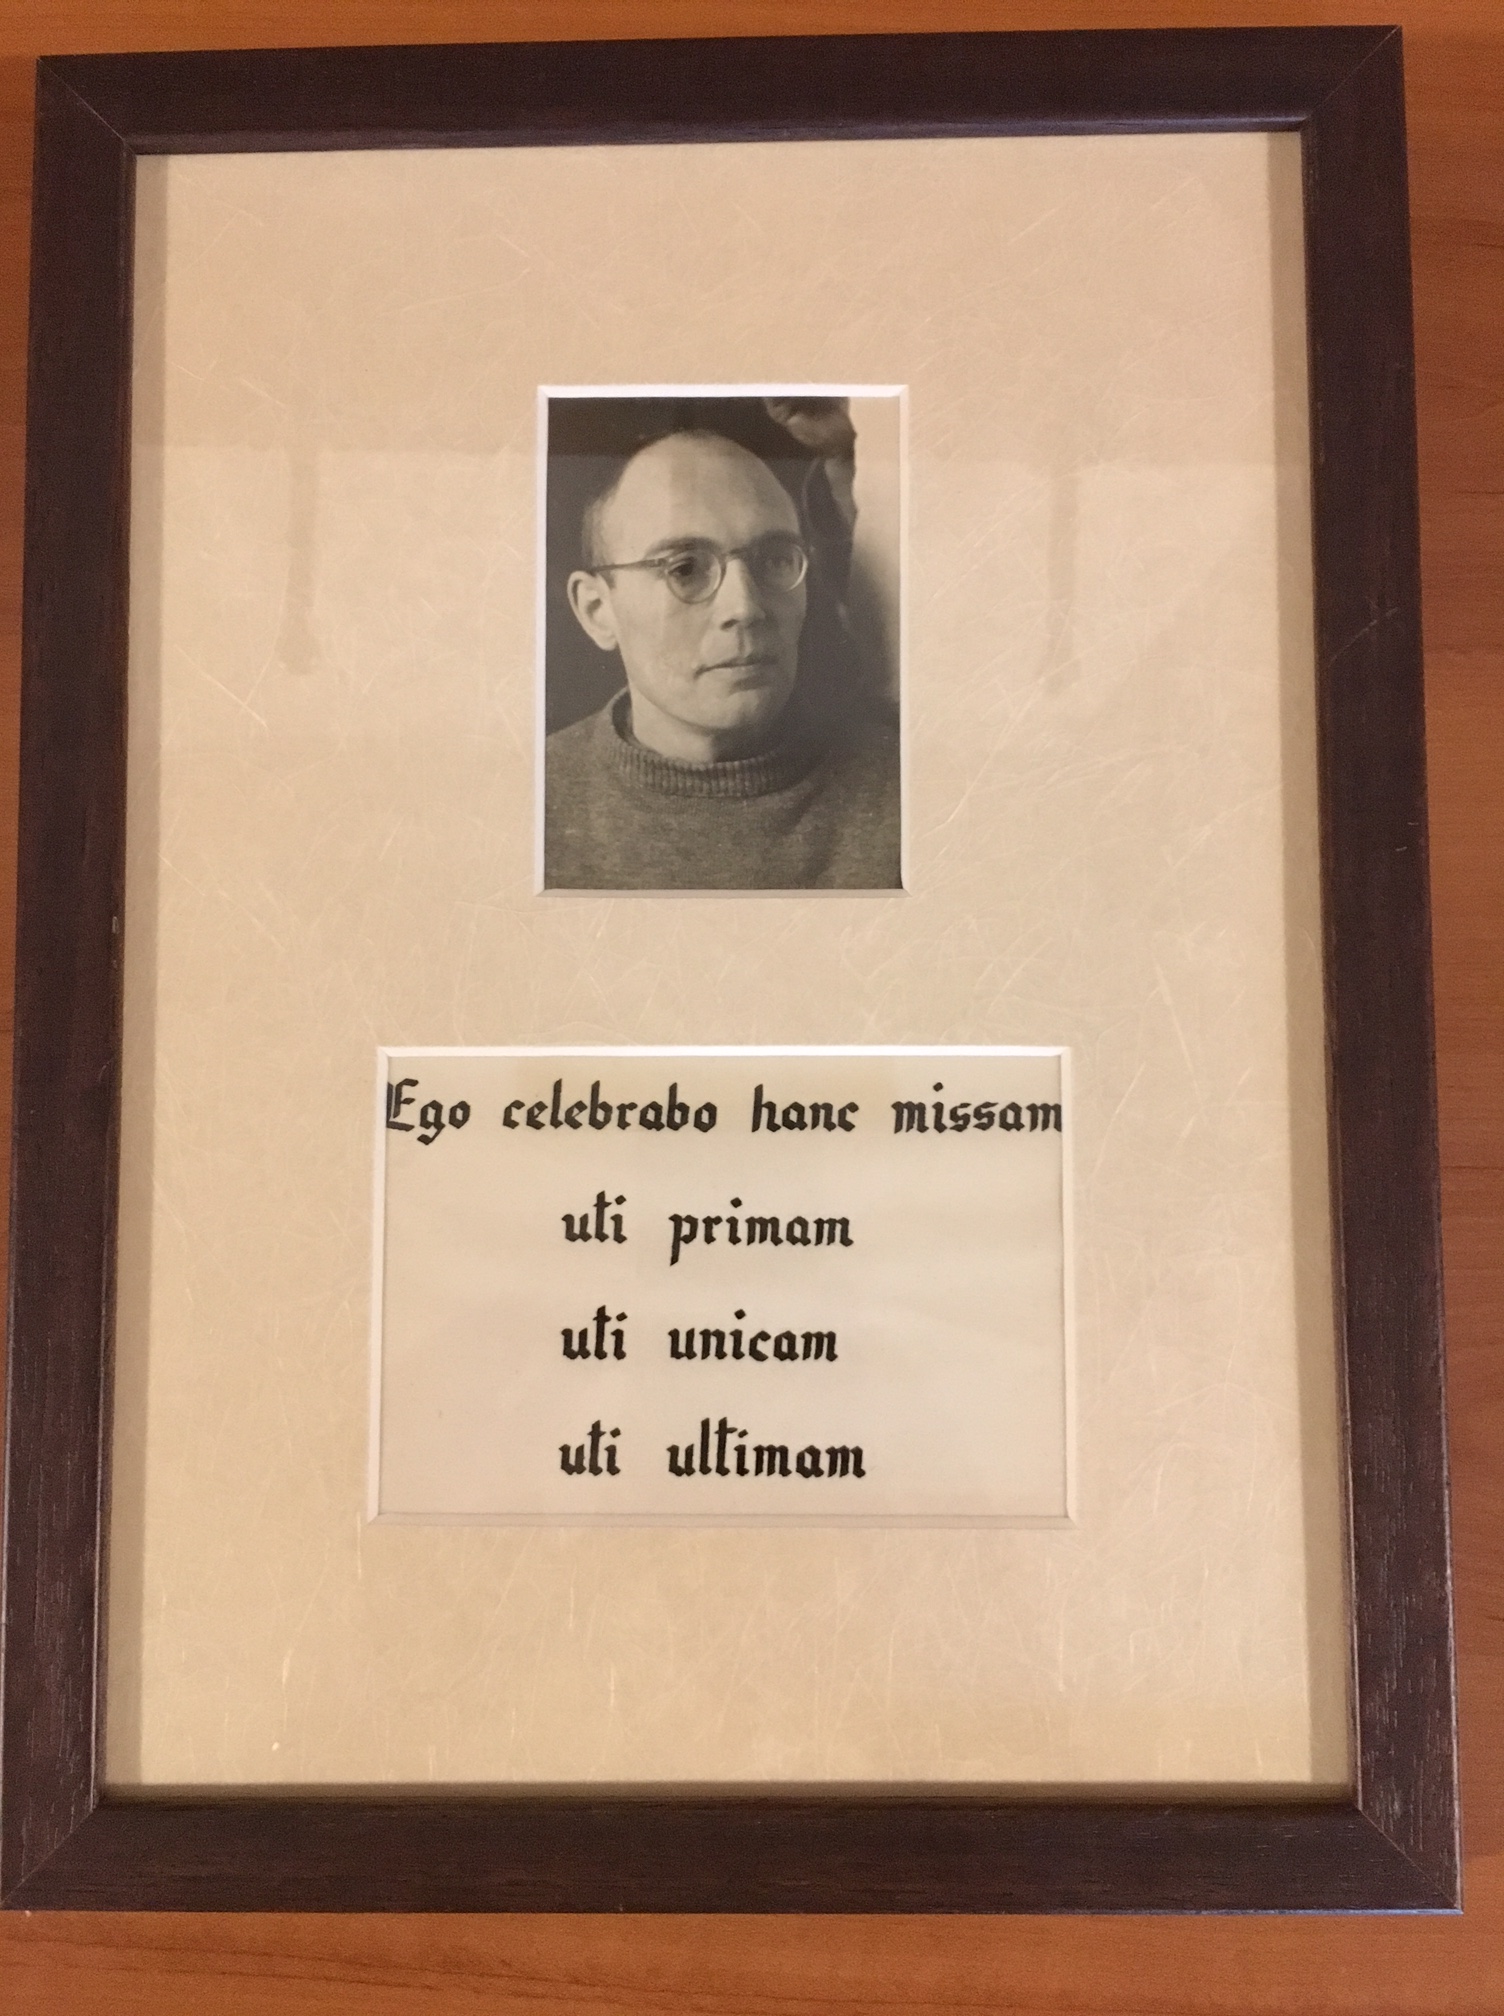 Ego celebrabo hanc missam
uti primam
uti unicam
uti ultimam